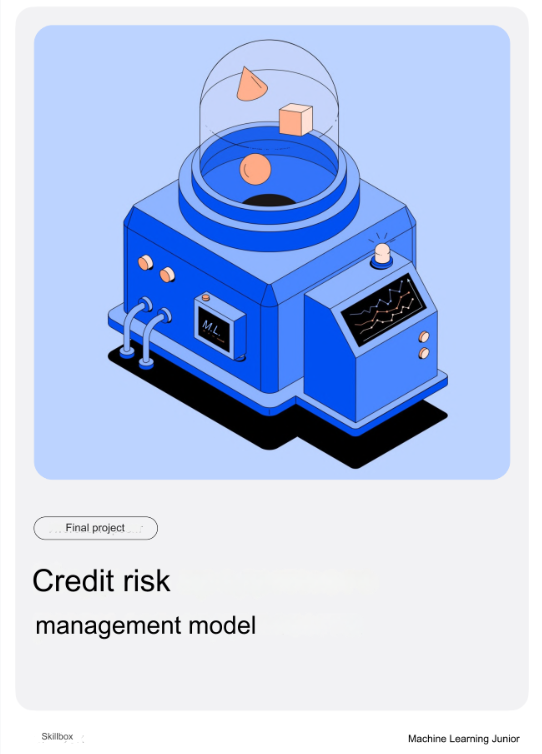 M.L.
Final project
Credit risk
management model
Skillbox
Machine Learning Junior